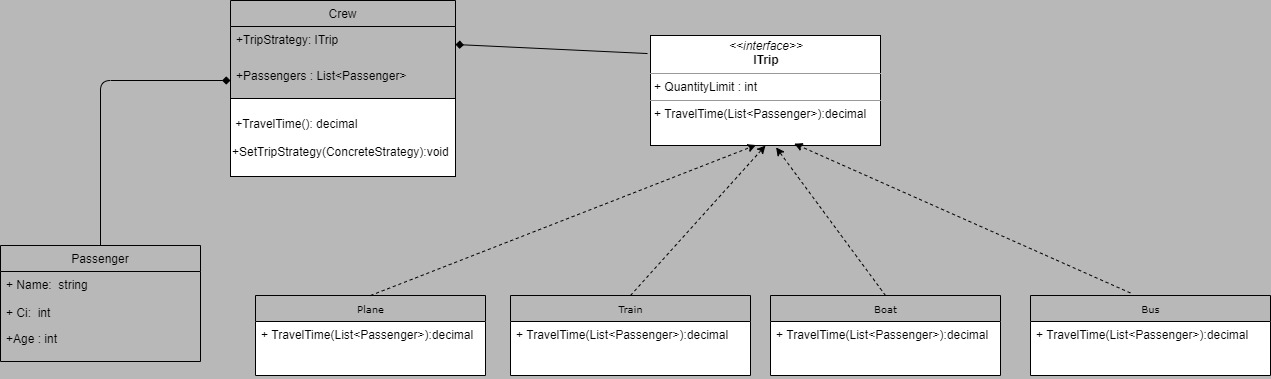 Crew
+TripStrategy: ITrip
+Passengers : List<Passenger>
+TravelTime(): decimal
+SetTripStrategy(ConcreteStrategy):void
<<interface>>
ITrip
+ QuantityLimit : int
+ TravelTime(List<Passenger>):decimal
Passenger
+ Name:  string
+ Ci:  int
+Age : int
Plane
+ TravelTime(List<Passenger>):decimal
Train
+ TravelTime(List<Passenger>):decimal
Boat
+ TravelTime(List<Passenger>):decimal
Bus
+ TravelTime(List<Passenger>):decimal